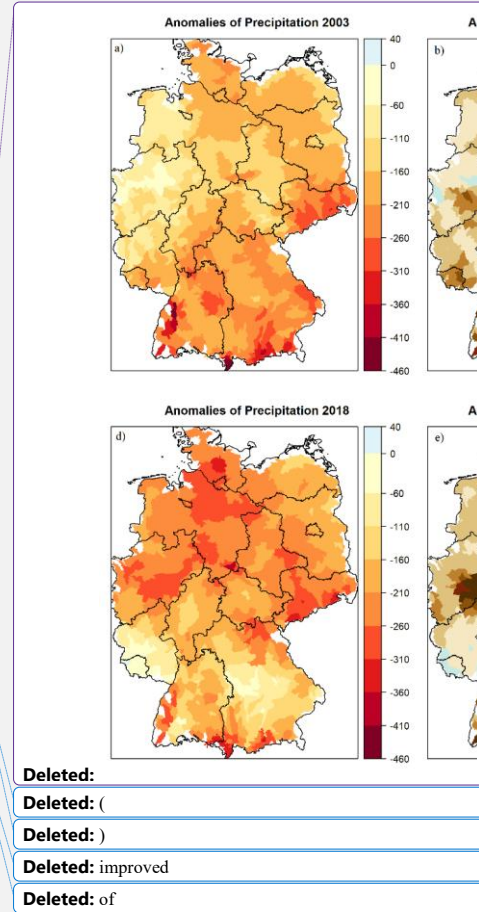 Anomalies of Precipitation 2003
A
a)
b)
40
0
-60
-110
-160
-210
-260
-310
-360
-410
-460
Anomalies of Precipitation 2018
A
d)
e)
40
0
-60
-110
-160
-210
-260
-310
-360
-410
-460
Deleted:
Deleted: (
Deleted: )
Deleted: improved
Deleted: of